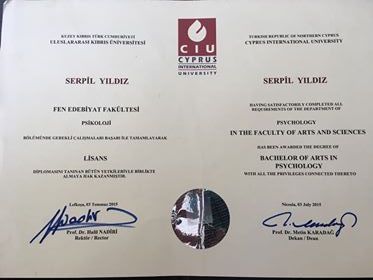 KUZEY KIBRIS TÜRK CUMHURİYETİ
ULUSLARARASI KIBRIS ÜNİVERSİTESİ
CIU
CYPRUS
INTERNATIONAL
UNIVERSITY
TURKISH REPUBLIC OF NORTHERN CYPRUS
CYPRUS INTERNATIONAL UNIVERSITY
SERPİL YILDIZ
FEN EDEBİYAT FAKÜLTESİ
PSİKOLOJİ
BÖLÜMÜNDE GEREKLİ ÇALIŞMALARI BAŞARI İLE TAMAMLAYARAK
LİSANS
DİPLOMASINI TANINAN BÜTÜN YETKİLERİYLE BİRLİKTE
ALMAYA HAK KAZANMIŞTIR.
Lefkoşa, 03 Temmuz 2015
Prof. Dr. Halil NADİRİ
Rektör / Rector
SERPİL YILDIZ
HAVING SATISFACTORILY COMPLETED ALL
REQUIREMENTS OF THE DEPARTMENT OF
PSYCHOLOGY
IN THE FACULTY OF ARTS AND SCIENCES
HAS BEEN AWARDED THE DEGREE OF
BACHELOR OF ARTS IN
PSYCHOLOGY
WITH ALL THE PRIVILEGES CONNECTED THERETO
Nicosia, 03 July 2015
Prof. Dr. Metin KARADAĞ
Dekan / Dean